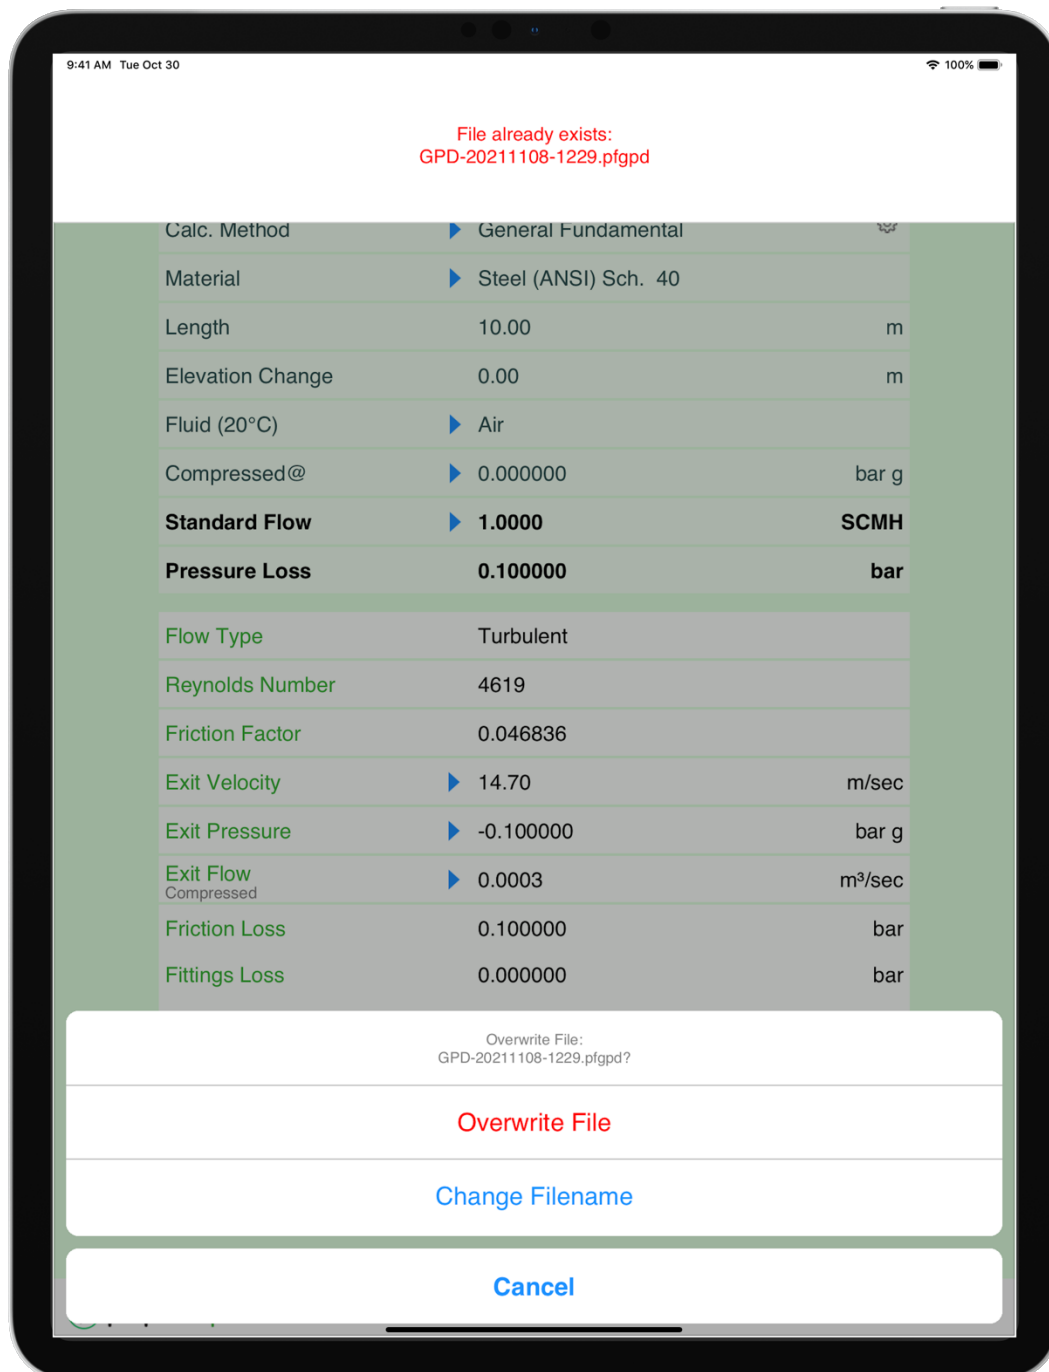 9:41 AM Tue Oct 30
100%
File already exists:
GPD-20211108-1229.pfgpd
Calc. Method General Fundamental
Material Steel (ANSI) Sch. 40
Length 10.00 m
Elevation Change 0.00 m
Fluid (20°C) Air
Compressed@ 0.000000 bar g
Standard Flow 1.0000 SCMH
Pressure Loss 0.100000 bar
Flow Type Turbulent
Reynolds Number 4619
Friction Factor 0.046836
Exit Velocity 14.70 m/sec
Exit Pressure -0.100000 bar g
Exit Flow 0.0003 m³/sec
Compressed
Friction Loss 0.100000 bar
Fittings Loss 0.000000 bar
Overwrite File:
GPD-20211108-1229.pfgpd?
Overwrite File
Change Filename
Cancel